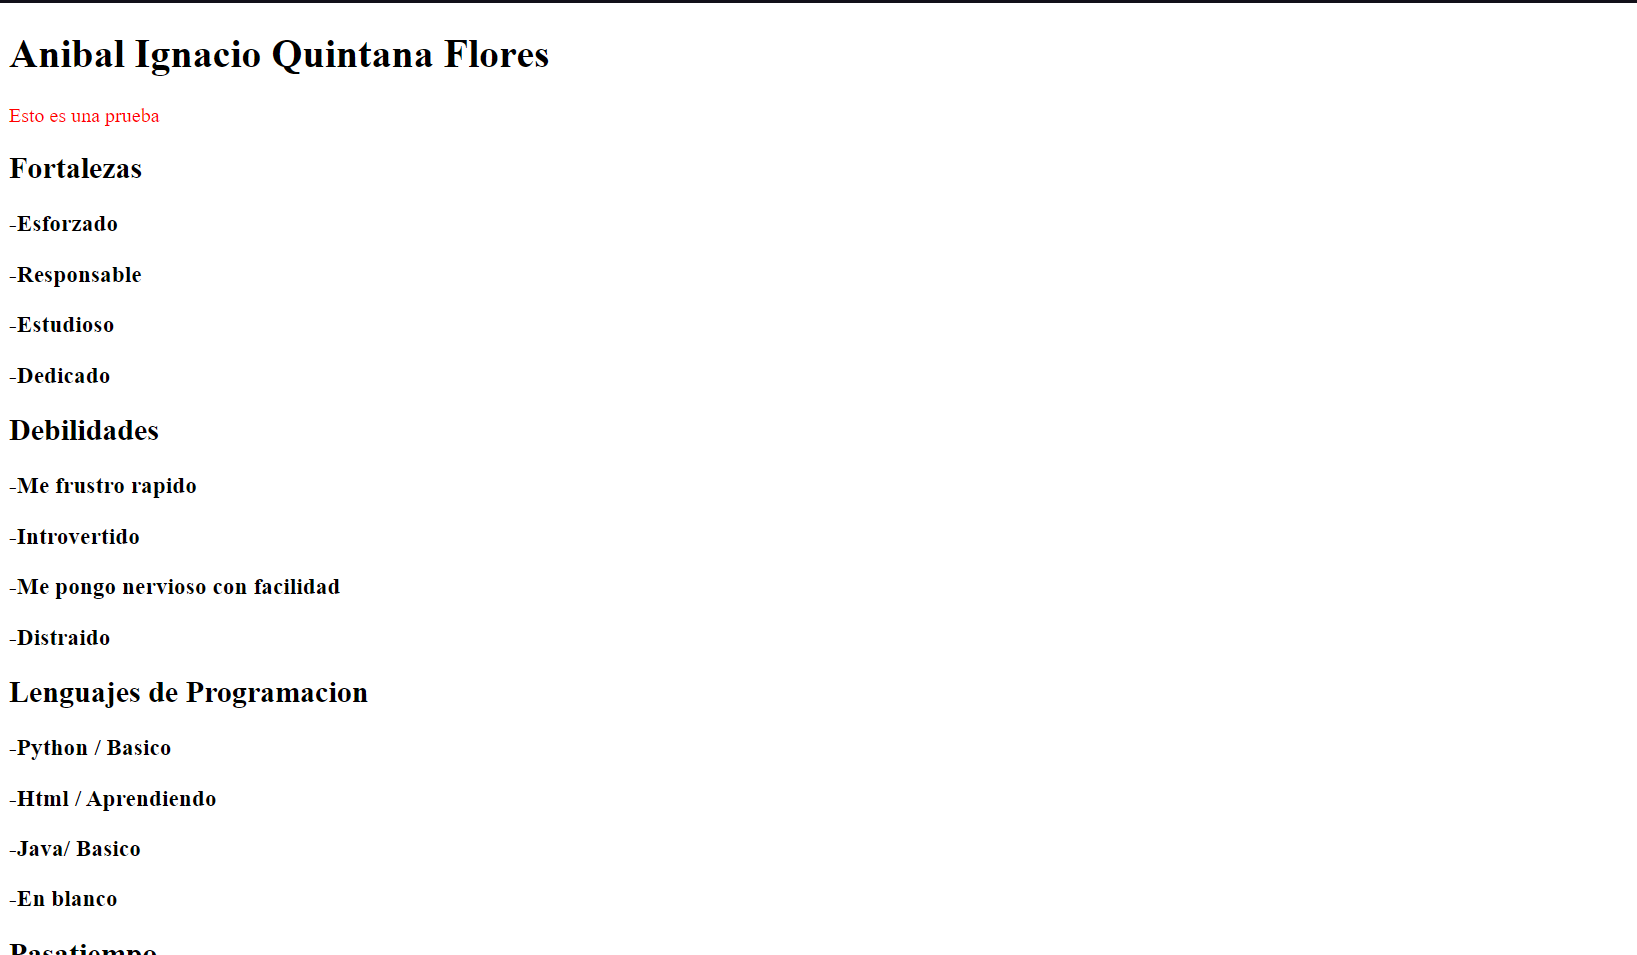 Anibal Ignacio Quintana Flores
Esto es una prueba
Fortalezas
-Esforzado
-Responsable
-Estudioso
-Dedicado
Debilidades
-Me frustro rapido
-Introvertido
-Me pongo nervioso con facilidad
-Distraido
Lenguajes de Programacion
-Python / Basico
-Html / Aprendiendo
-Java/ Basico
-En blanco
Pasatiempo